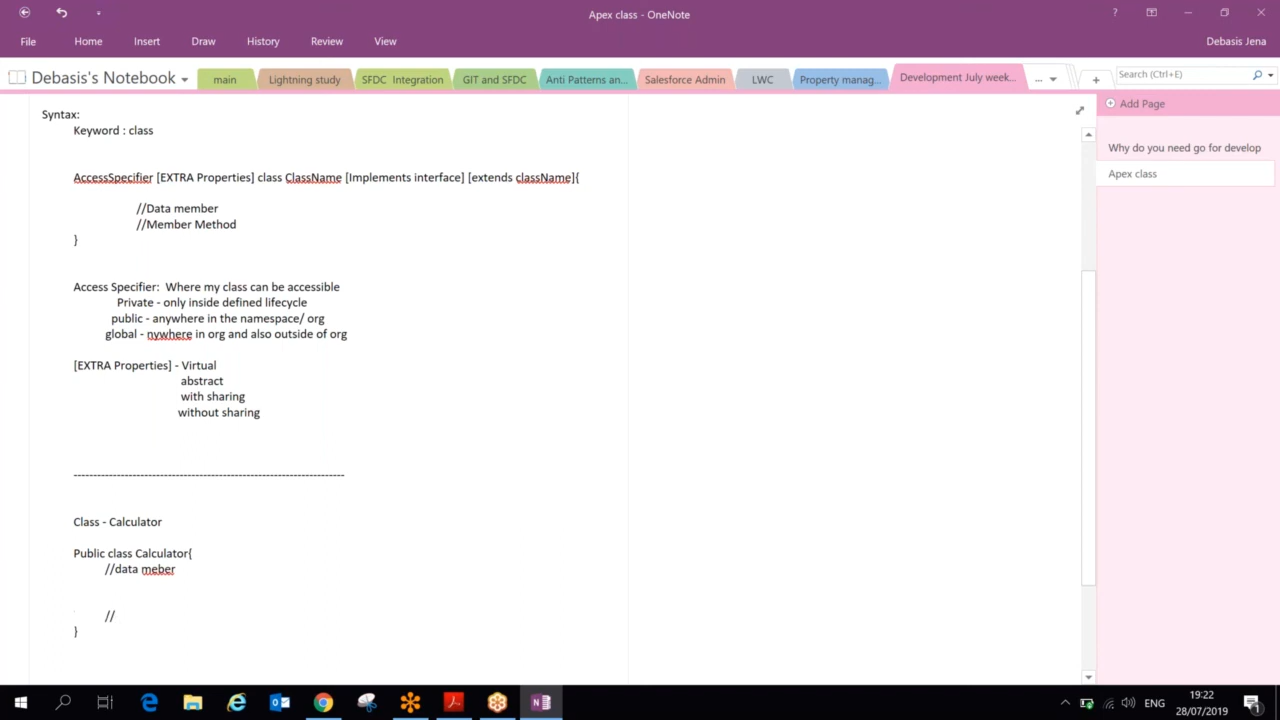 Apex class - OneNote
?
File Home Insert Draw History Review View
Debasis Jena
Debasis's Notebook
main Lightning study SFDC Integration GIT and SFDC Anti Patterns an... Salesforce Admin LWC Property manag... Development July week... ... + Search (Ctrl+E)
Add Page
Why do you need go for develop
Apex class
Syntax:
Keyword : class
AccessSpecifier [EXTRA Properties] class ClassName [Implements interface] [extends className]{
//Data member
//Member Method
}
Access Specifier: Where my class can be accessible
Private - only inside defined lifecycle
public - anywhere in the namespace/ org
global - nywhere in org and also outside of org
[EXTRA Properties] - Virtual
abstract
with sharing
without sharing
--------------------------------------------------------------------
Class - Calculator
Public class Calculator{
//data meber
//
}
ENG
19:22
28/07/2019
1